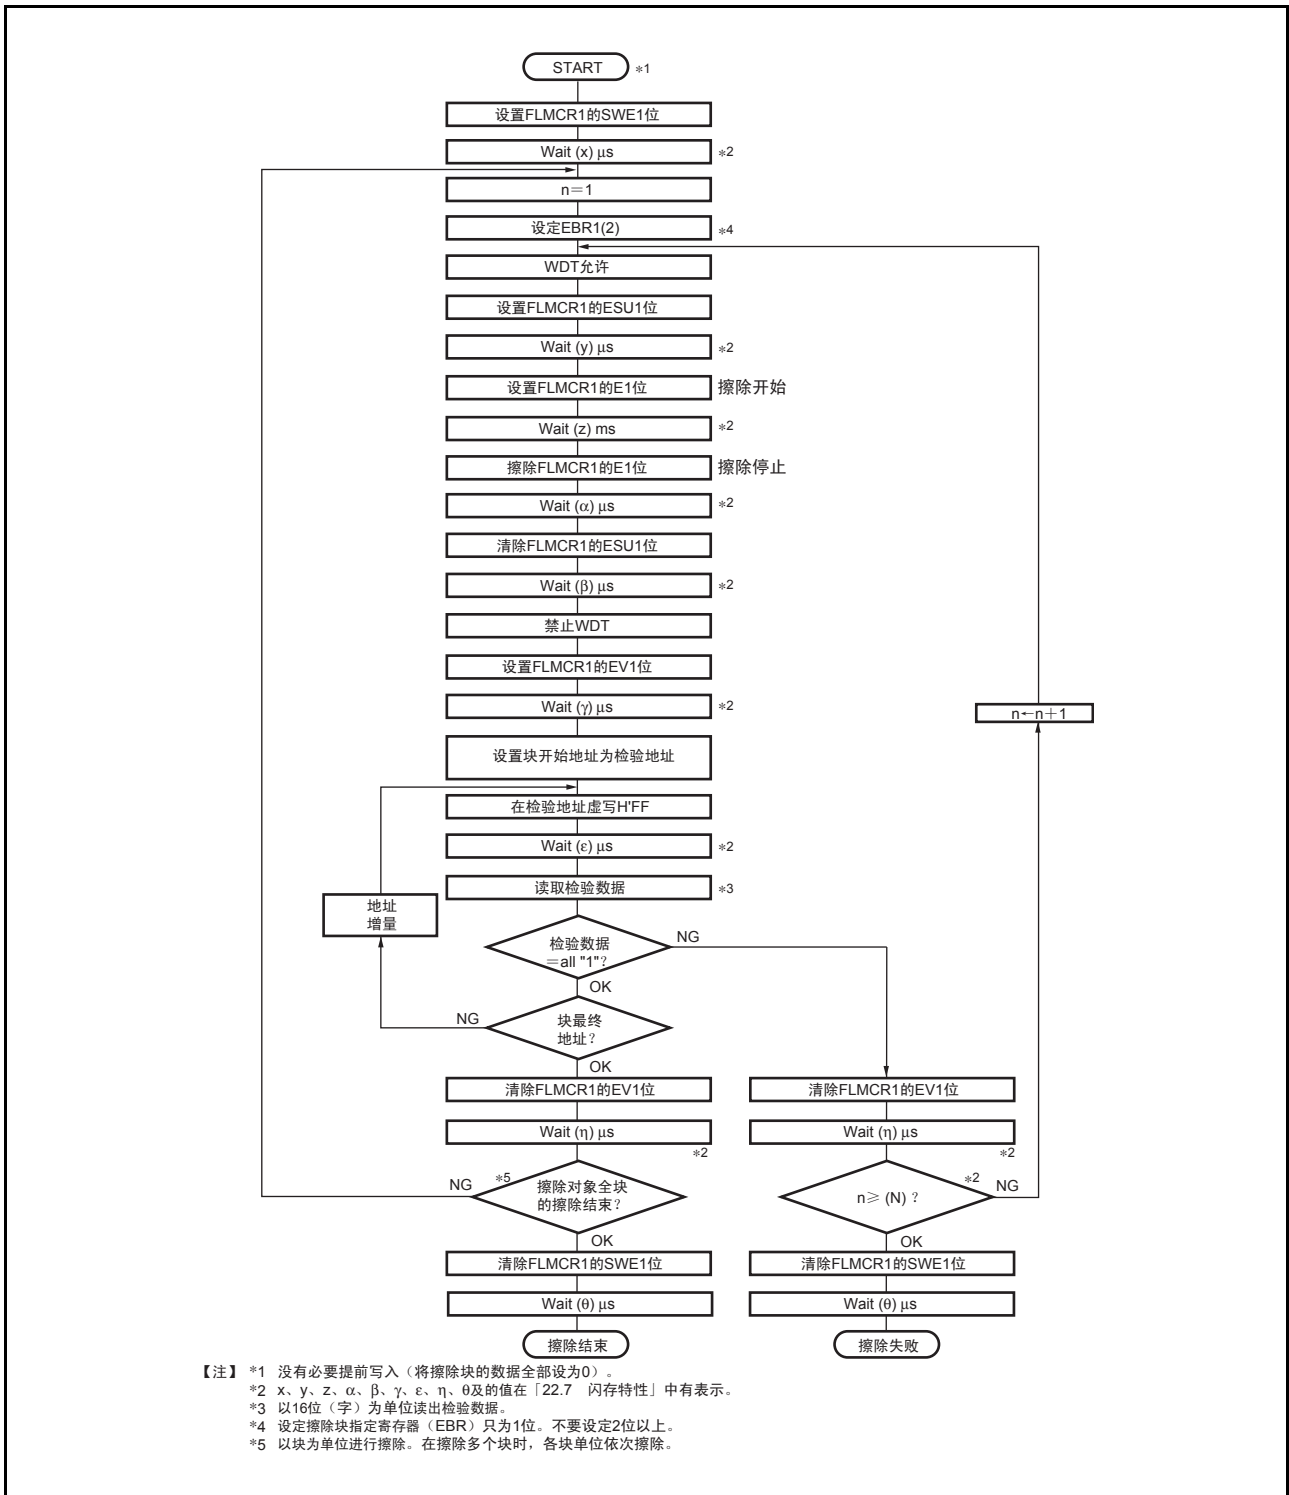 START *1
设置FLMCR1的SWE1位
Wait (x) μs *2
n＝1
设定EBR1(2) *4
WDT允许
设置FLMCR1的ESU1位
Wait (y) μs *2
设置FLMCR1的E1位 擦除开始
Wait (z) ms *2
擦除FLMCR1的E1位 擦除停止
Wait (α) μs *2
清除FLMCR1的ESU1位
Wait (β) μs *2
禁止WDT
设置FLMCR1的EV1位
Wait (γ) μs *2
n←n＋1
设置块开始地址为检验地址
在检验地址虚写H'FF
Wait (ε) μs *2
读取检验数据 *3
地址
增量
检验数据
＝all "1"？
NG
OK
块最终
地址？
NG
OK
清除FLMCR1的EV1位
Wait (η) μs
*2
*5
擦除对象全块
的擦除结束？
NG
OK
清除FLMCR1的SWE1位
Wait (θ) μs
擦除结束
清除FLMCR1的EV1位
Wait (η) μs
*2
n≥ (N) ？
*2
NG
OK
清除FLMCR1的SWE1位
Wait (θ) μs
擦除失败
【注】 *1 没有必要提前写入（将擦除块的数据全部设为0）。
*2 x、y、z、α、β、γ、ε、η、θ及的值在「22.7 闪存特性」中有表示。
*3 以16位（字）为单位读出检验数据。
*4 设定擦除块指定寄存器（EBR）只为1位。不要设定2位以上。
*5 以块为单位进行擦除。在擦除多个块时，各块单位依次擦除。